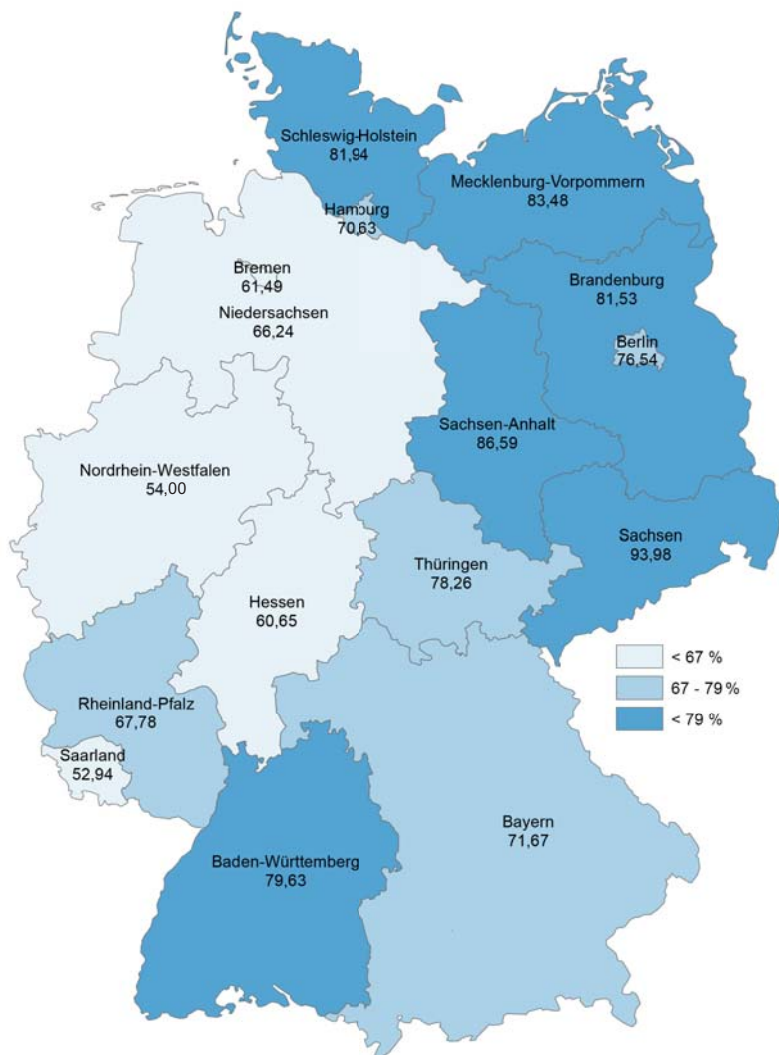 Schleswig-Holstein
81,94
Mecklenburg-Vorpommern
83,48
Hamburg
70,63
Bremen
61,49
Niedersachsen
66,24
Brandenburg
81,53
Berlin
76,54
Sachsen-Anhalt
86,59
Nordrhein-Westfalen
54,00
Sachsen
93,98
Thüringen
78,26
Hessen
60,65
< 67 %
67 - 79 %
< 79 %
Rheinland-Pfalz
67,78
Saarland
52,94
Bayern
71,67
Baden-Württemberg
79,63